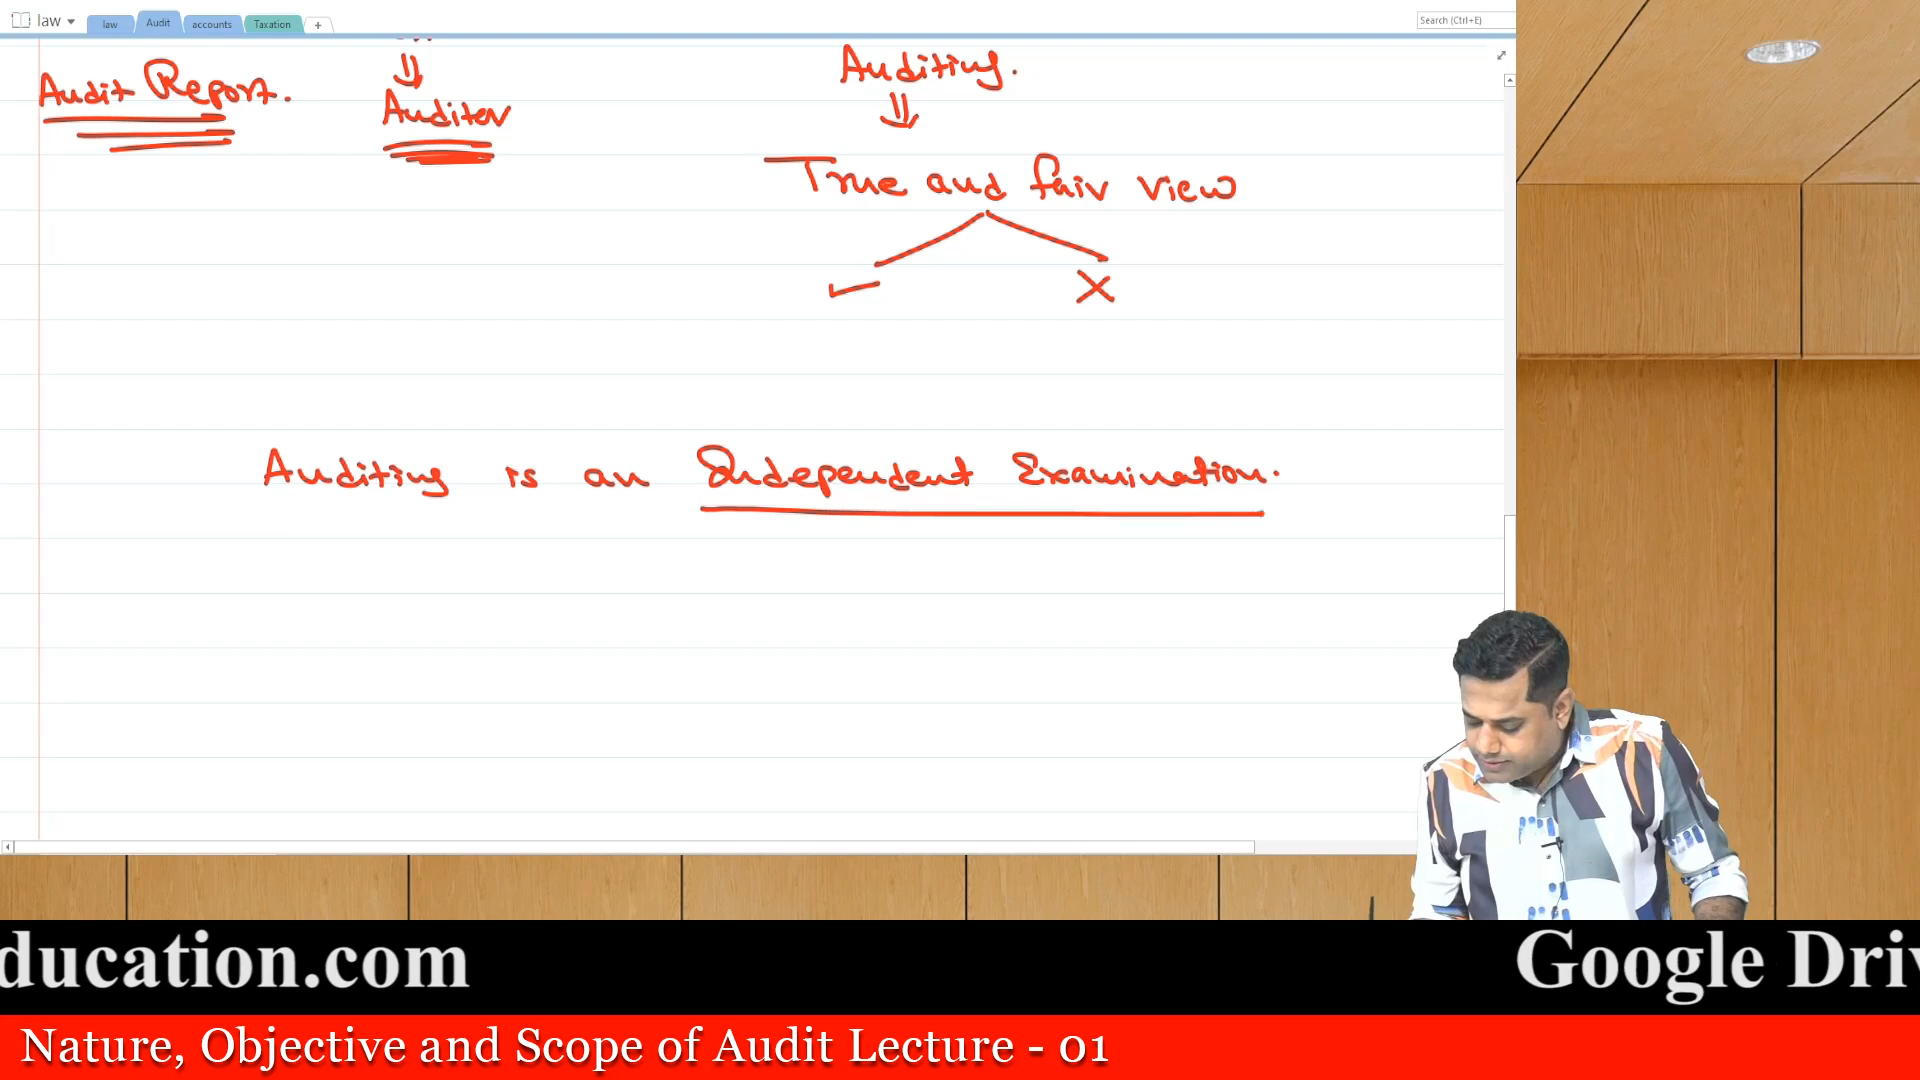 law
law Audit accounts Taxation +
Search (Ctrl+E)
Audit Report.
Auditor
Auditing.
True and fair view
Auditing is an Independent Examination.
ducation.com
Google Driv
Nature, Objective and Scope of Audit Lecture - 01